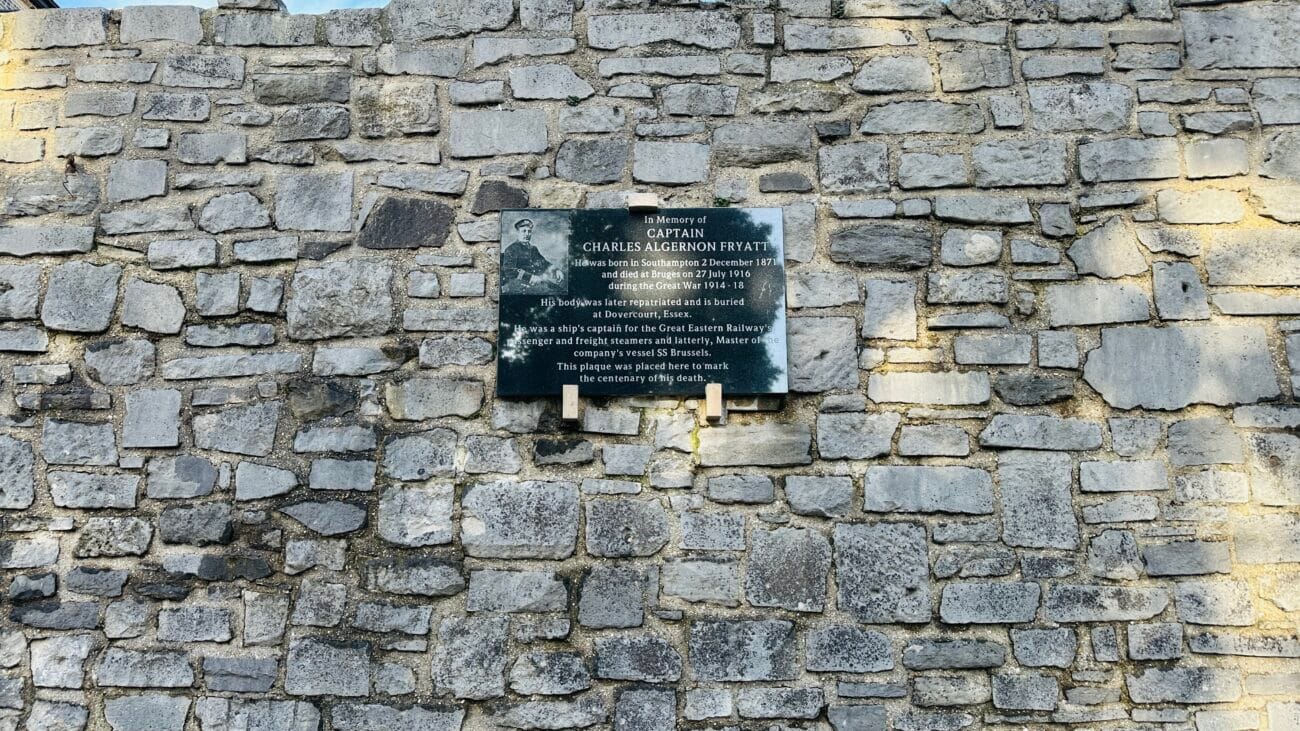 In Memory of
CAPTAIN
CHARLES ALGERNON FRYATT
He was born in Southampton 2 December 1871
and died at Bruges on 27 July 1916
during the Great War 1914 - 18
His body was later repatriated and is buried
at Dovercourt, Essex.
He was a ship's captain for the Great Eastern Railway's
passenger and freight steamers and latterly, Master of the
company's vessel SS Brussels.
This plaque was placed here to mark
the centenary of his death.